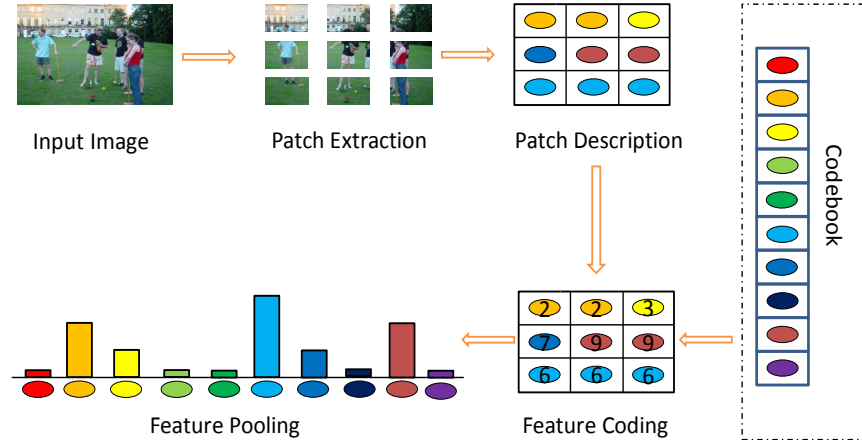 Input Image
Patch Extraction
Patch Description
Codebook
2 2 3
7 9 9
6 6 6
Feature Pooling
Feature Coding